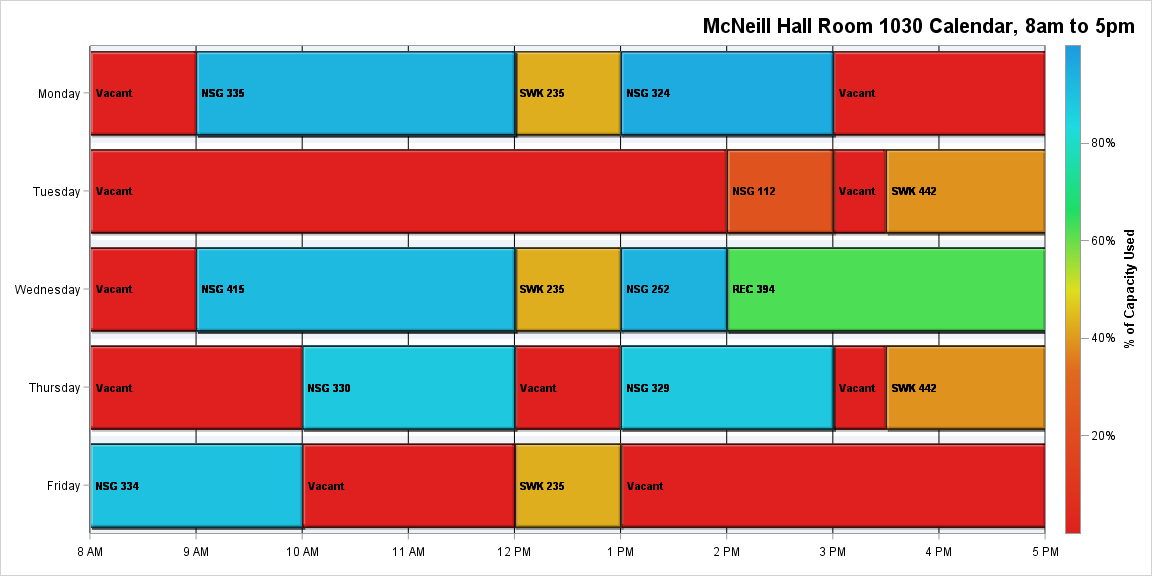 McNeill Hall Room 1030 Calendar, 8am to 5pm
Monday
Vacant
NSG 335
SWK 235
NSG 324
Vacant
Tuesday
Vacant
NSG 112
Vacant
SWK 442
Wednesday
Vacant
NSG 415
SWK 235
NSG 252
REC 394
Thursday
Vacant
NSG 330
Vacant
NSG 329
Vacant
SWK 442
Friday
NSG 334
Vacant
SWK 235
Vacant
8 AM
9 AM
10 AM
11 AM
12 PM
1 PM
2 PM
3 PM
4 PM
5 PM
80%
60%
40%
20%
% of Capacity Used